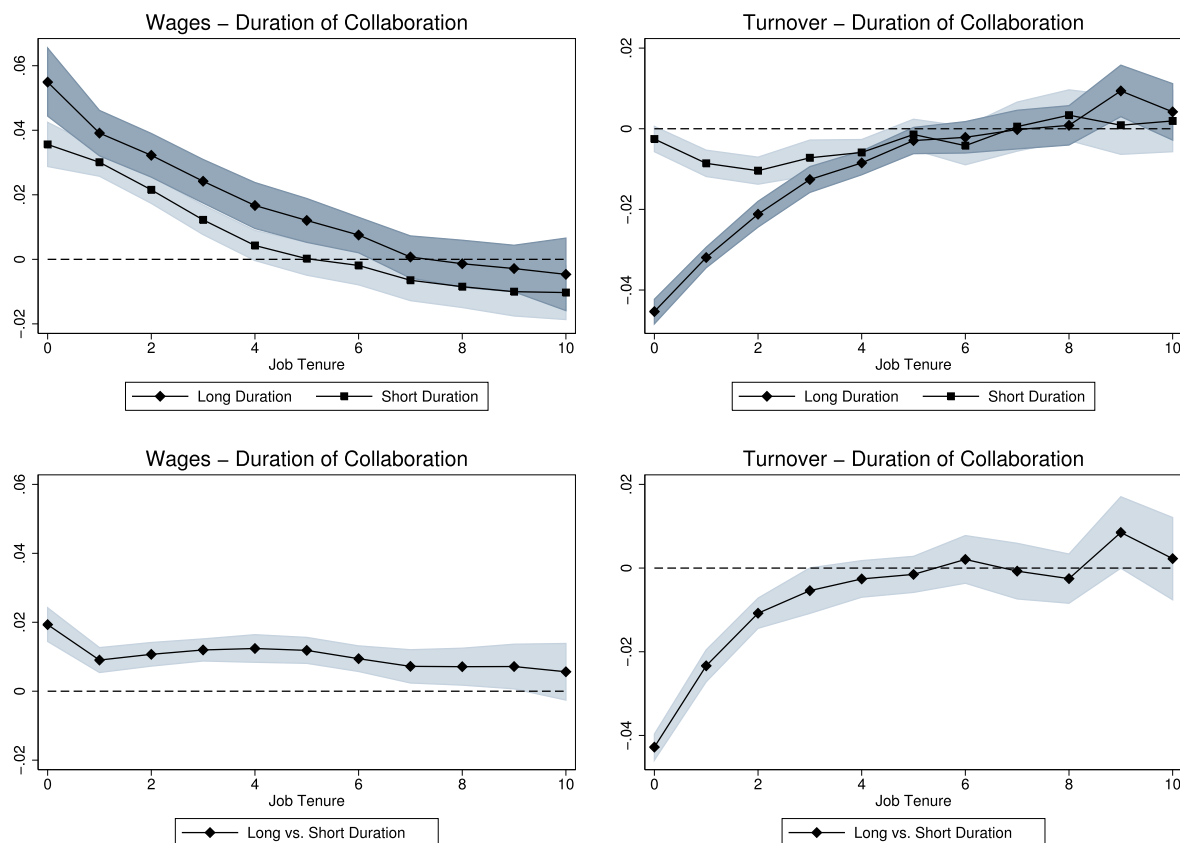 Wages – Duration of Collaboration
.06
.04
.02
0
-.02
0 2 4 6 8 10
Job Tenure
Long Duration Short Duration
Turnover – Duration of Collaboration
.02
0
-.02
-.04
0 2 4 6 8 10
Job Tenure
Long Duration Short Duration
Wages – Duration of Collaboration
.06
.04
.02
0
-.02
0 2 4 6 8 10
Job Tenure
Long vs. Short Duration
Turnover – Duration of Collaboration
.02
0
-.02
-.04
0 2 4 6 8 10
Job Tenure
Long vs. Short Duration